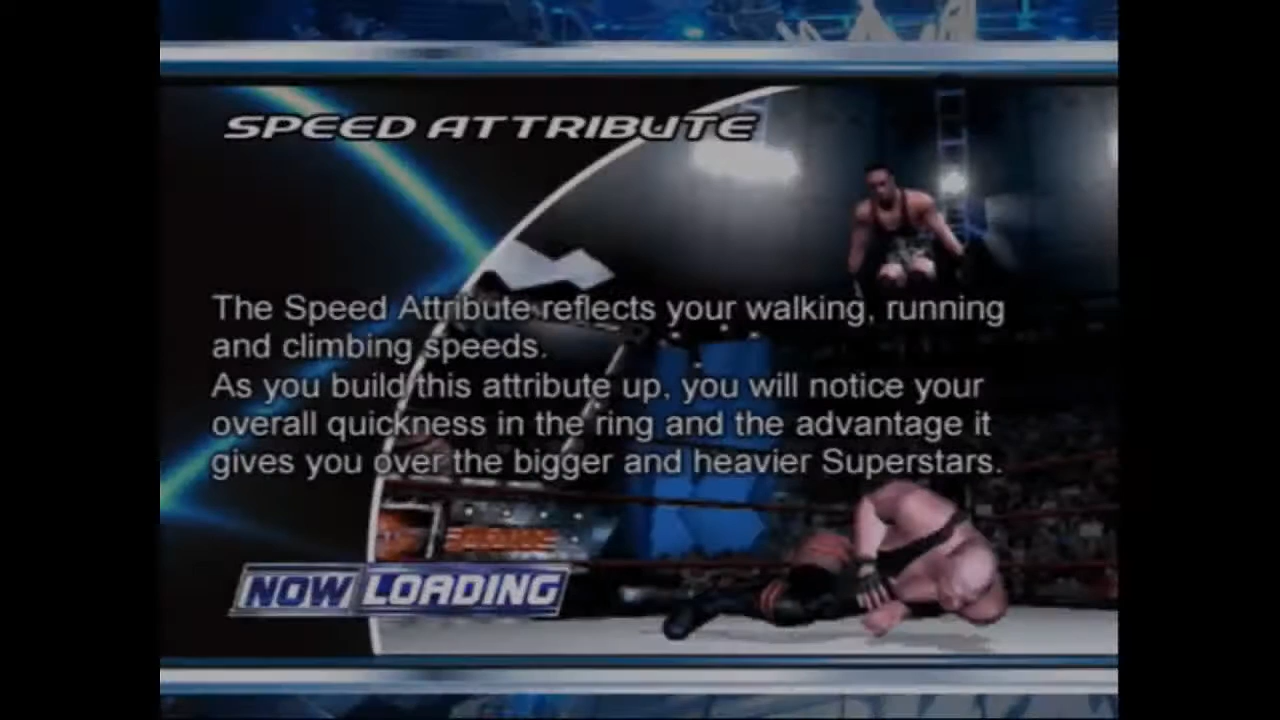 SPEED ATTRIBUTE
The Speed Attribute reflects your walking, running
and climbing speeds.
As you build this attribute up, you will notice your
overall quickness in the ring and the advantage it
gives you over the bigger and heavier Superstars.
NOW LOADING